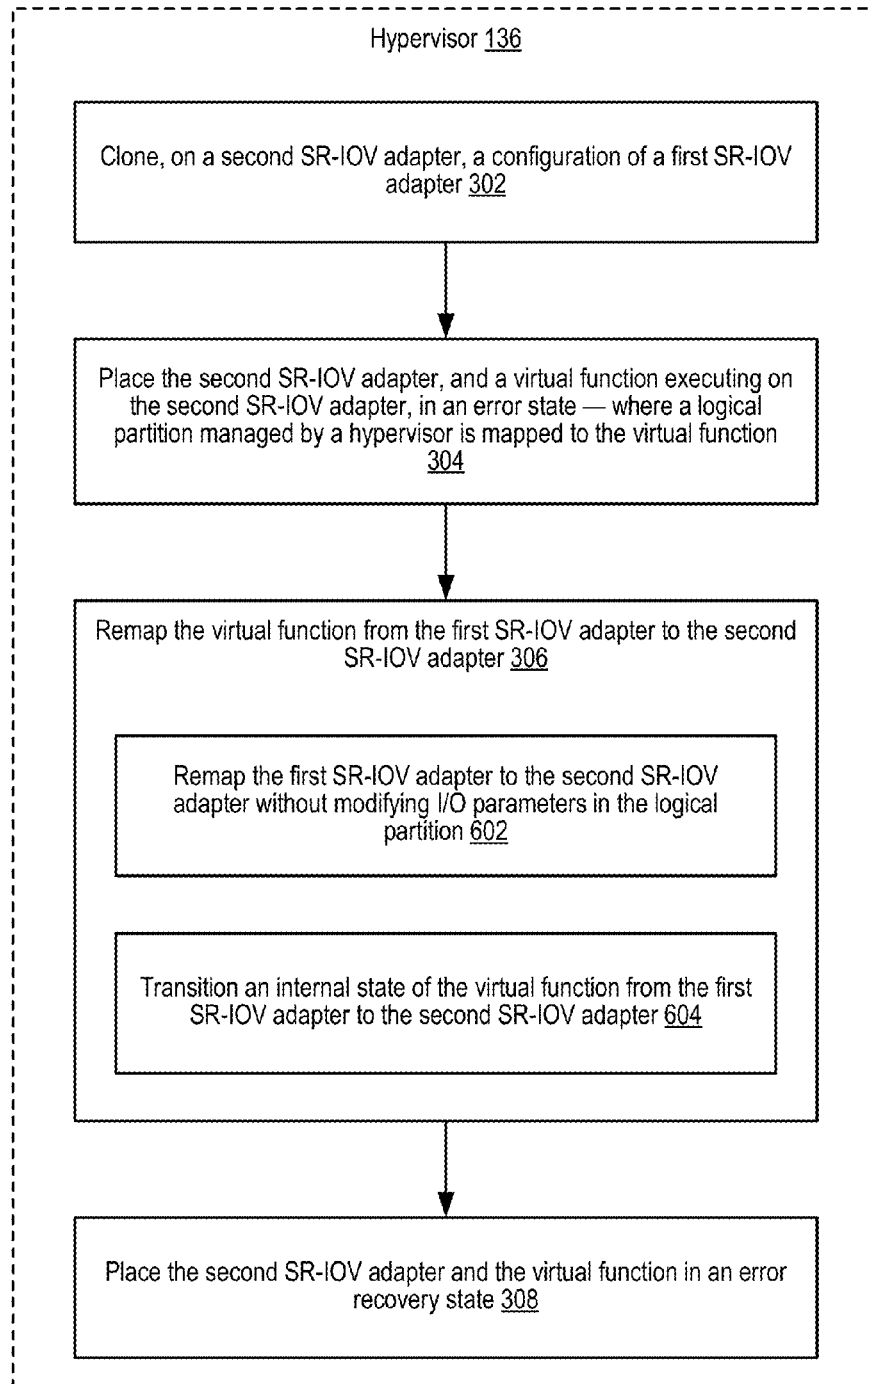 Hypervisor 136
Clone, on a second SR-IOV adapter, a configuration of a first SR-IOV
adapter 302
Place the second SR-IOV adapter, and a virtual function executing on
the second SR-IOV adapter, in an error state — where a logical
partition managed by a hypervisor is mapped to the virtual function
304
Remap the virtual function from the first SR-IOV adapter to the second
SR-IOV adapter 306
Remap the first SR-IOV adapter to the second SR-IOV
adapter without modifying I/O parameters in the logical
partition 602
Transition an internal state of the virtual function from the first
SR-IOV adapter to the second SR-IOV adapter 604
Place the second SR-IOV adapter and the virtual function in an error
recovery state 308